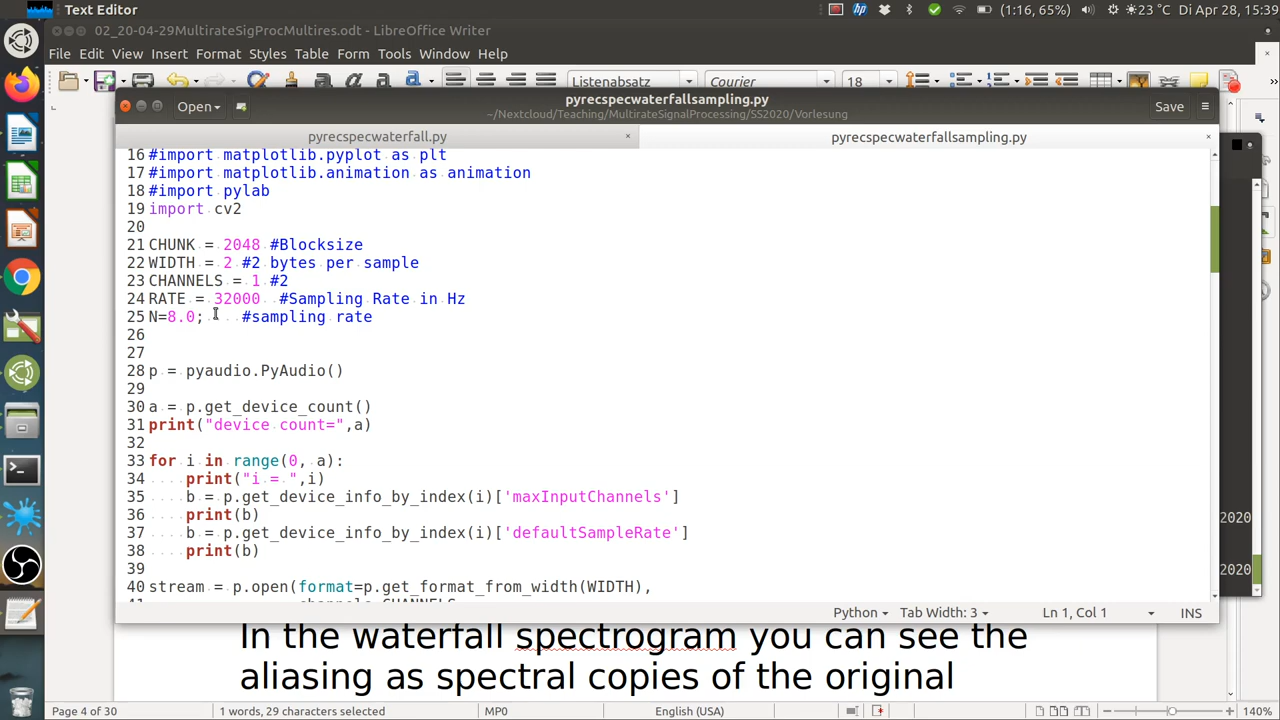 Text Editor
(1:16, 65%)
23 °C
Di Apr 28, 15:39
02_20-04-29MultirateSigProcMultires.odt - LibreOffice Writer
File Edit View Insert Format Styles Table Form Tools Window Help
Listenabsatz
Courier
18
Open
pyrecspecwaterfallsampling.py
~/Nextcloud/Teaching/MultirateSignalProcessing/SS2020/Vorlesung
Save
pyrecspecwaterfall.py
pyrecspecwaterfallsampling.py
16 #import matplotlib.pyplot as plt
17 #import matplotlib.animation as animation
18 #import pylab
19 import cv2
20
21 CHUNK = 2048 #Blocksize
22 WIDTH = 2 #2 bytes per sample
23 CHANNELS = 1 #2
24 RATE = 32000  #Sampling Rate in Hz
25 N=8.0;    #sampling rate
26
27
28 p = pyaudio.PyAudio()
29
30 a = p.get_device_count()
31 print("device count=",a)
32
33 for i in range(0, a):
34     print("i = ",i)
35     b = p.get_device_info_by_index(i)['maxInputChannels']
36     print(b)
37     b = p.get_device_info_by_index(i)['defaultSampleRate']
38     print(b)
39
40 stream = p.open(format=p.get_format_from_width(WIDTH),
2020
2020
Python
Tab Width: 3
Ln 1, Col 1
INS
In the waterfall spectrogram you can see the
aliasing as spectral copies of the original
Page 4 of 30
1 words, 29 characters selected
MP0
English (USA)
140%